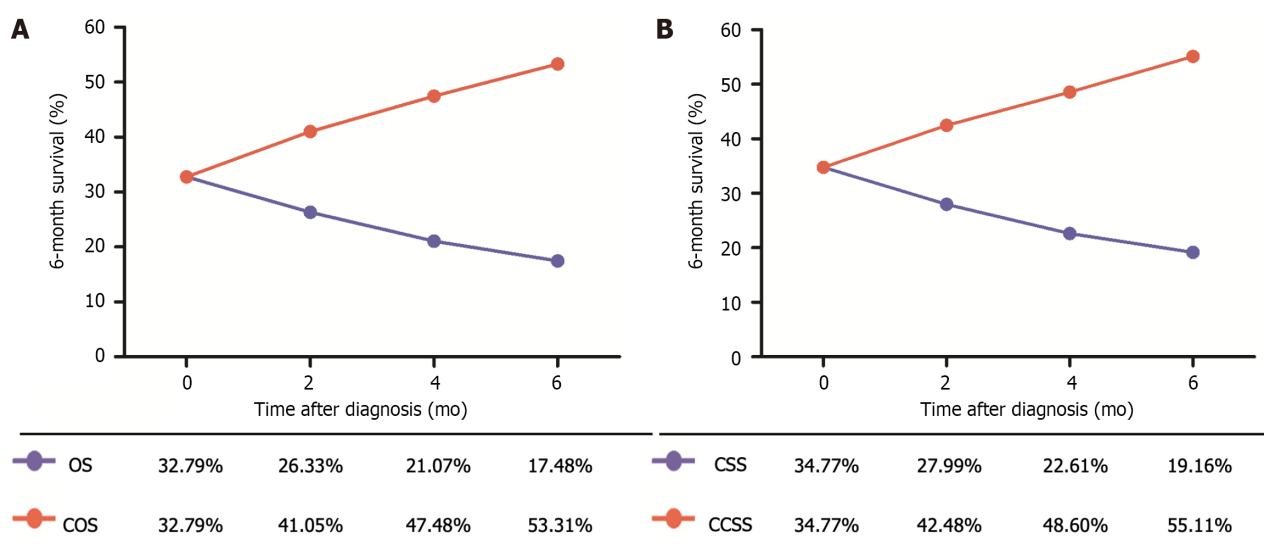 A
6-month survival (%)
60
50
40
30
20
10
0
0 2 4 6
Time after diagnosis (mo)
OS 32.79% 26.33% 21.07% 17.48%
COS 32.79% 41.05% 47.48% 53.31%
B
6-month survival (%)
60
50
40
30
20
10
0
0 2 4 6
Time after diagnosis (mo)
CSS 34.77% 27.99% 22.61% 19.16%
CCSS 34.77% 42.48% 48.60% 55.11%